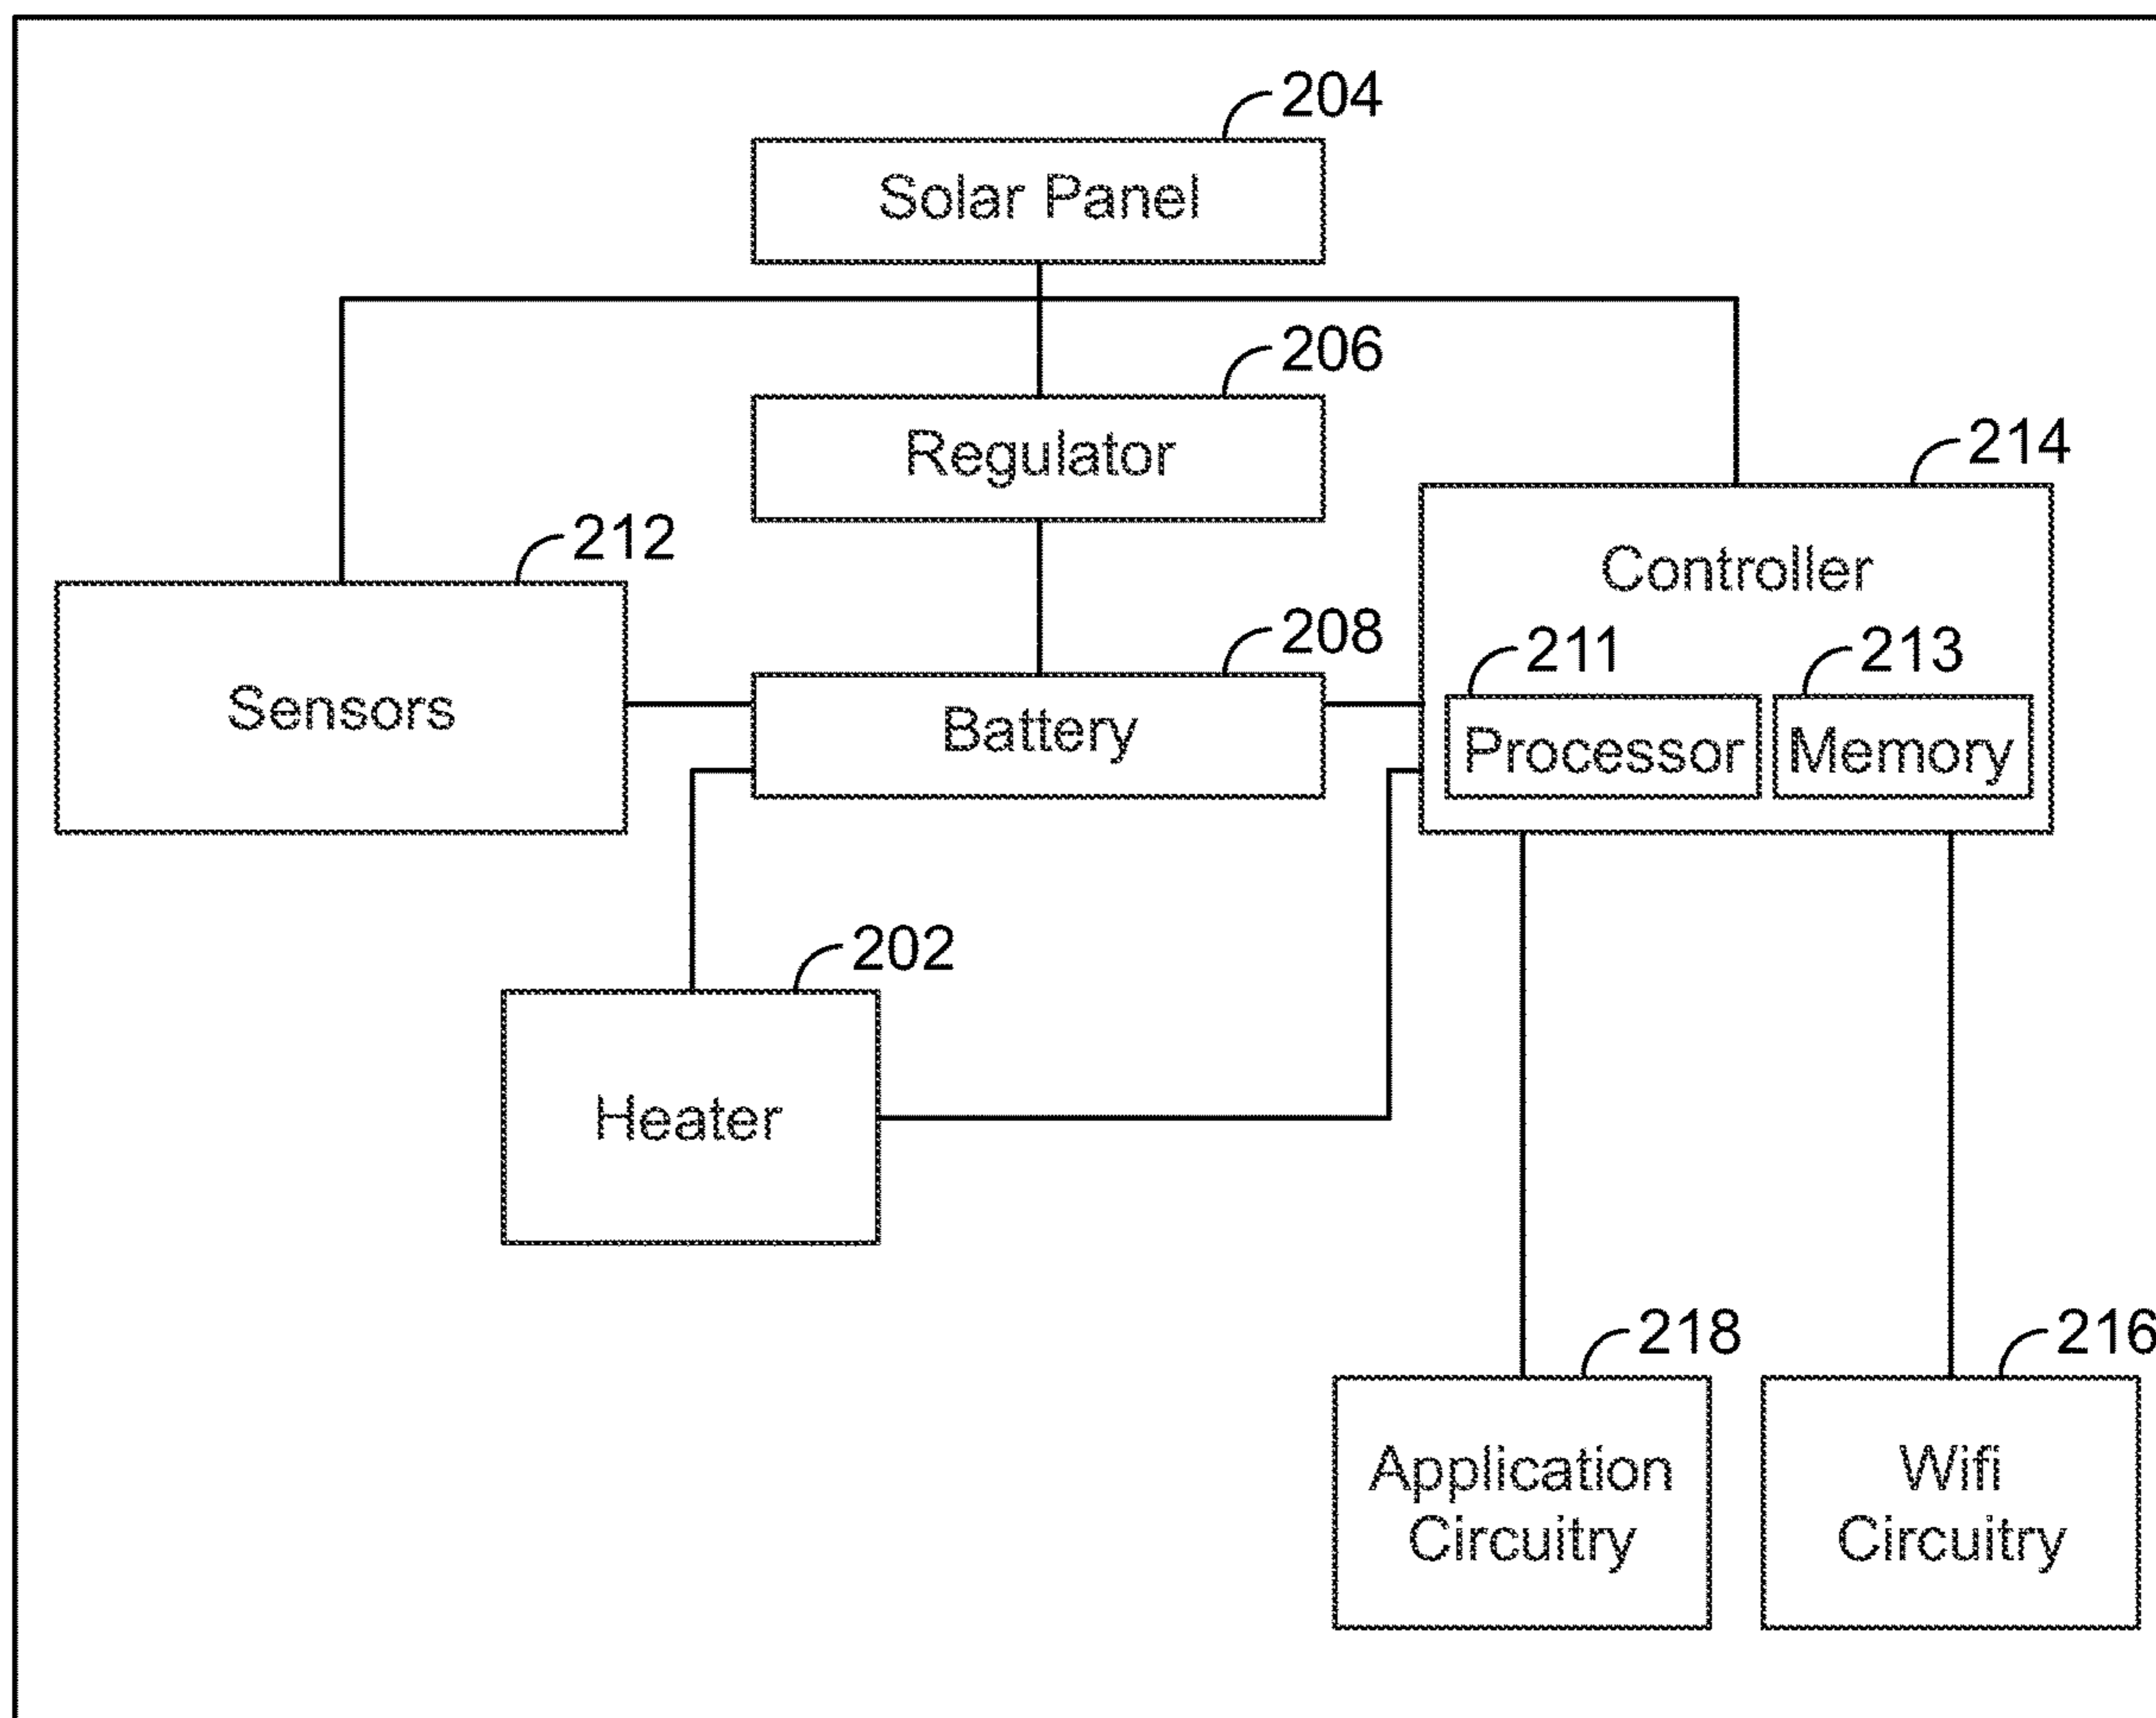 204
Solar Panel
206
Regulator
214
Controller
212
Sensors
208
Battery
211
Processor
213
Memory
202
Heater
218
Application
Circuitry
216
Wifi
Circuitry